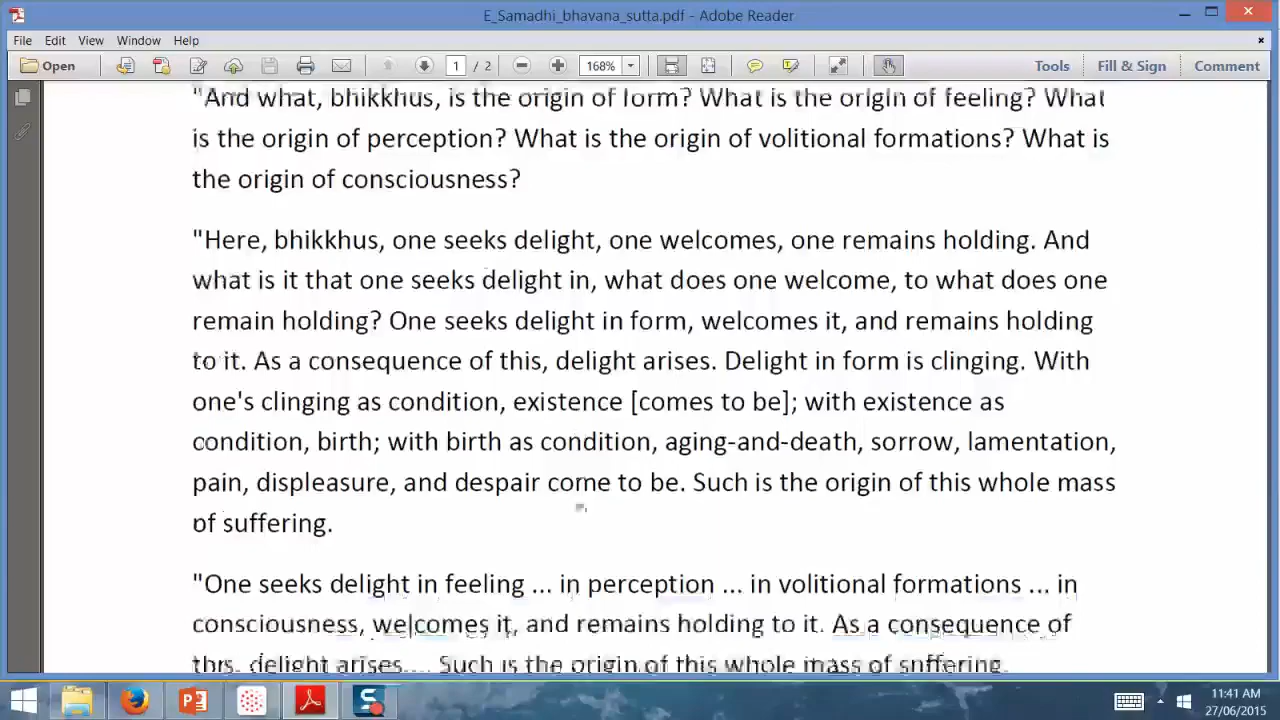 E_Samadhi_bhavana_sutta.pdf - Adobe Reader
File Edit View Window Help
Open 1 / 2 168% Tools Fill & Sign Comment
"And what, bhikkhus, is the origin of form? What is the origin of feeling? What
is the origin of perception? What is the origin of volitional formations? What is
the origin of consciousness?
"Here, bhikkhus, one seeks delight, one welcomes, one remains holding. And
what is it that one seeks delight in, what does one welcome, to what does one
remain holding? One seeks delight in form, welcomes it, and remains holding
to it. As a consequence of this, delight arises. Delight in form is clinging. With
one's clinging as condition, existence [comes to be]; with existence as
condition, birth; with birth as condition, aging-and-death, sorrow, lamentation,
pain, displeasure, and despair come to be. Such is the origin of this whole mass
of suffering.
"One seeks delight in feeling ... in perception ... in volitional formations ... in
consciousness, welcomes it, and remains holding to it. As a consequence of
this, delight arises.... Such is the origin of this whole mass of suffering.
11:41 AM
27/06/2015